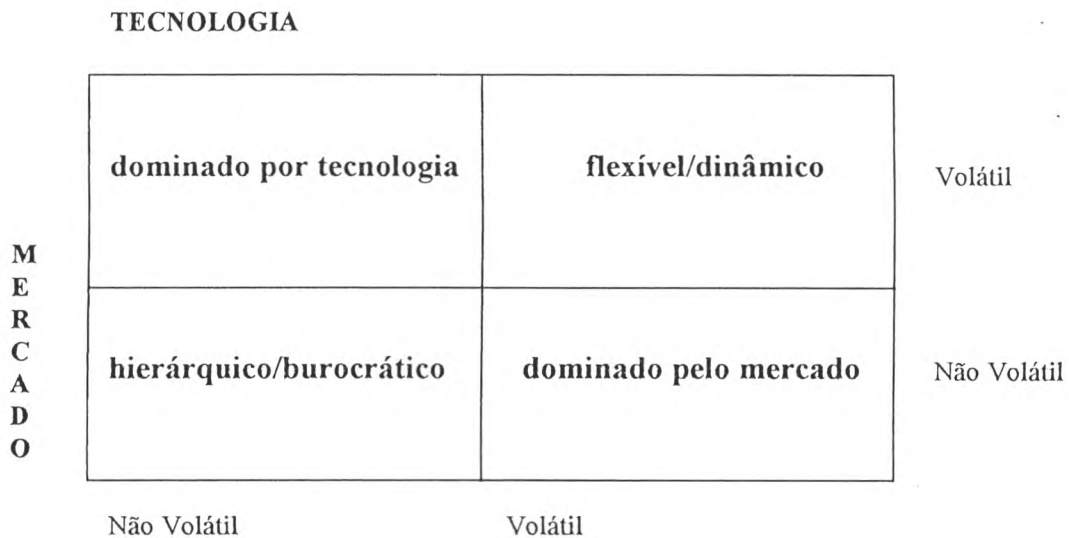 TECNOLOGIA
dominado por tecnologia
flexível/dinâmico
Volátil
M
E
R
C
A
D
O
hierárquico/burocrático
dominado pelo mercado
Não Volátil
Não Volátil
Volátil